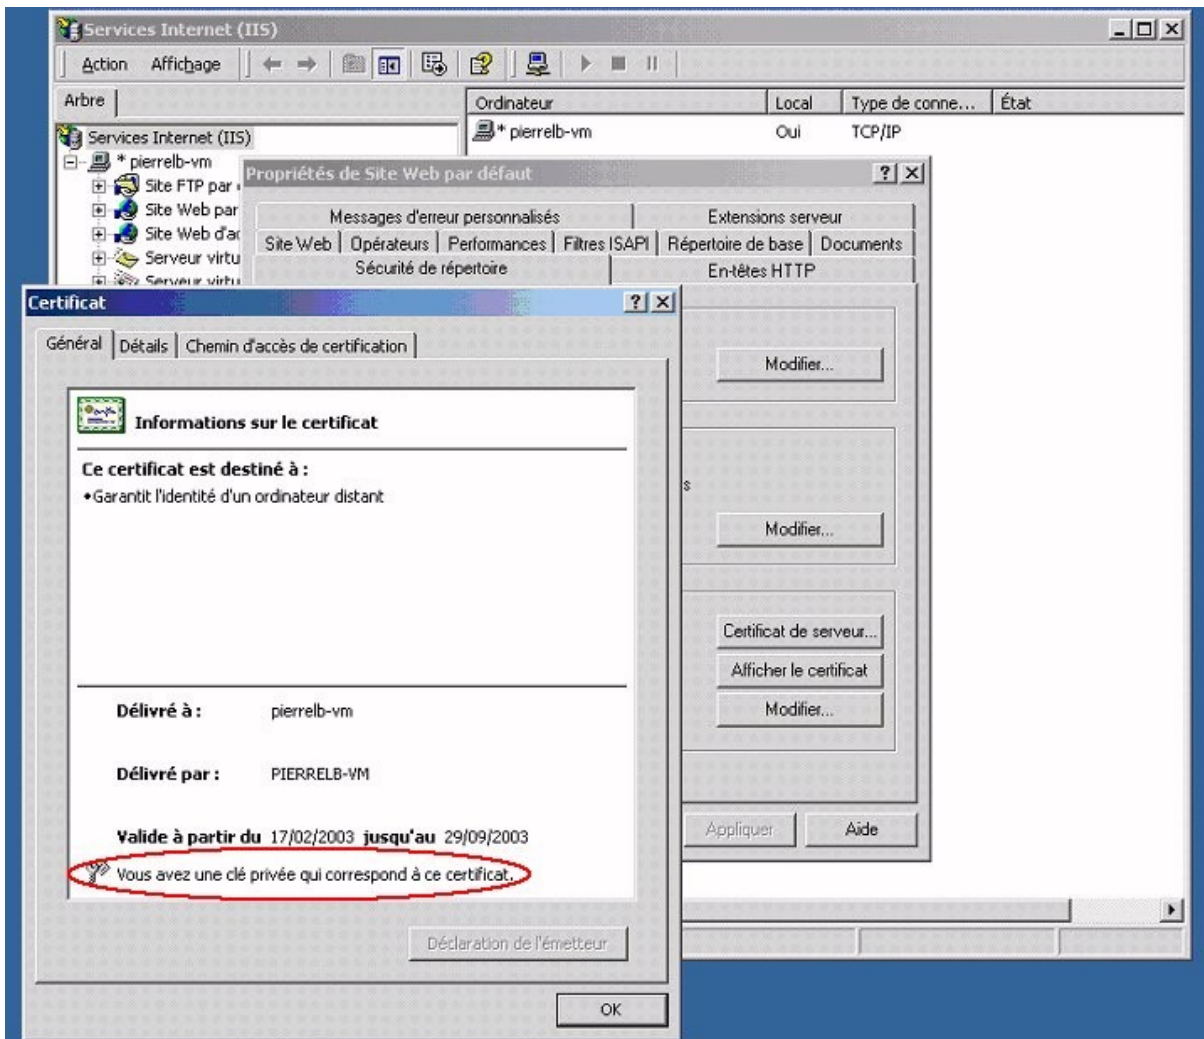 Services Internet (IIS)
Action Affichage
Arbre
Ordinateur Local Type de conne... État
Services Internet (IIS)
* pierrelb-vm Oui TCP/IP
* pierrelb-vm
Site FTP par
Site Web par
Site Web d'ac
Serveur virtu
Serveur virtu
Propriétés de Site Web par défaut
Messages d'erreur personnalisés Extensions serveur
Site Web Opérateurs Performances Filtres ISAPI Répertoire de base Documents
Sécurité de répertoire En-têtes HTTP
Modifier...
s
Modifier...
Certificat de serveur...
Afficher le certificat
Modifier...
Appliquer Aide
Certificat
Général Détails Chemin d'accès de certification
Informations sur le certificat
Ce certificat est destiné à :
•Garantit l'identité d'un ordinateur distant
Délivré à : pierrelb-vm
Délivré par : PIERRELB-VM
Valide à partir du 17/02/2003 jusqu'au 29/09/2003
Vous avez une clé privée qui correspond à ce certificat.
Déclaration de l'émetteur
OK